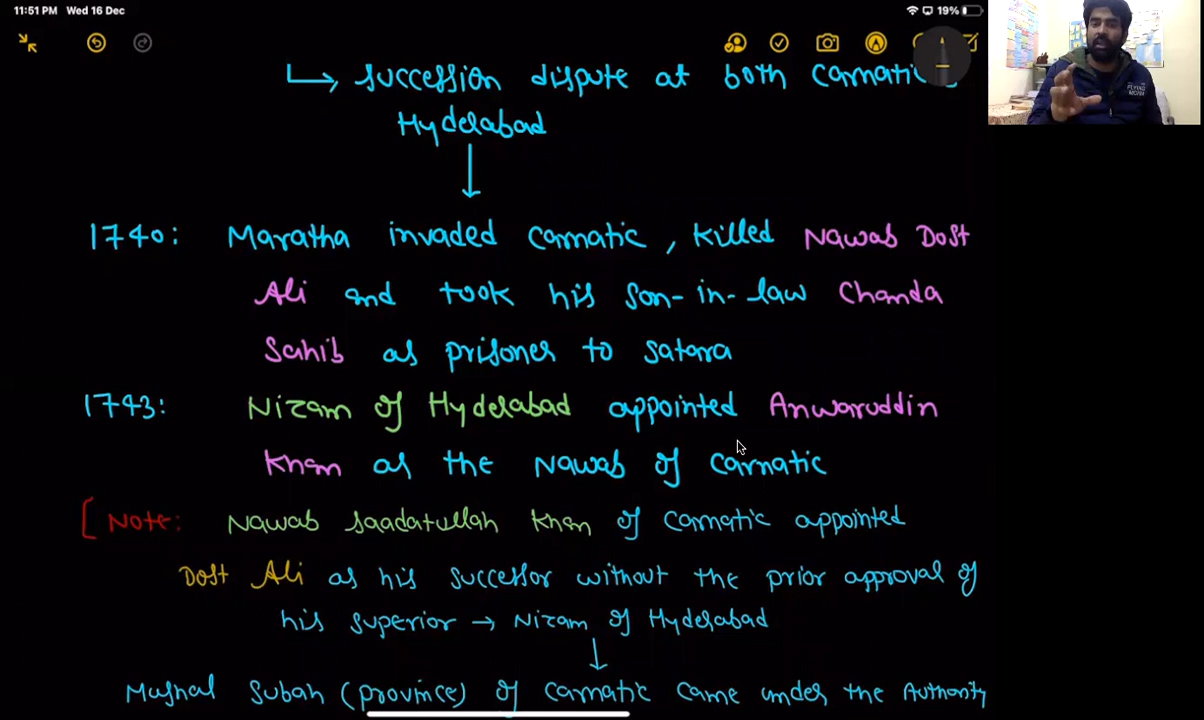 11:51 PM Wed 16 Dec
19%
↳ succession dispute at both Carnatic
Hyderabad
↓
1740: Maratha invaded Carnatic, killed Nawab Dost
Ali and took his son-in-law Chanda
Sahib as prisoner to Satara
1743: Nizam of Hyderabad appointed Anwaruddin
Khan as the Nawab of Carnatic
[Note: Nawab Saadatullah Khan of Carnatic appointed
Dost Ali as his successor without the prior approval of
his superior → Nizam of Hyderabad
↓
Mughal Subah (province) of Carnatic came under the Authority
FLYING